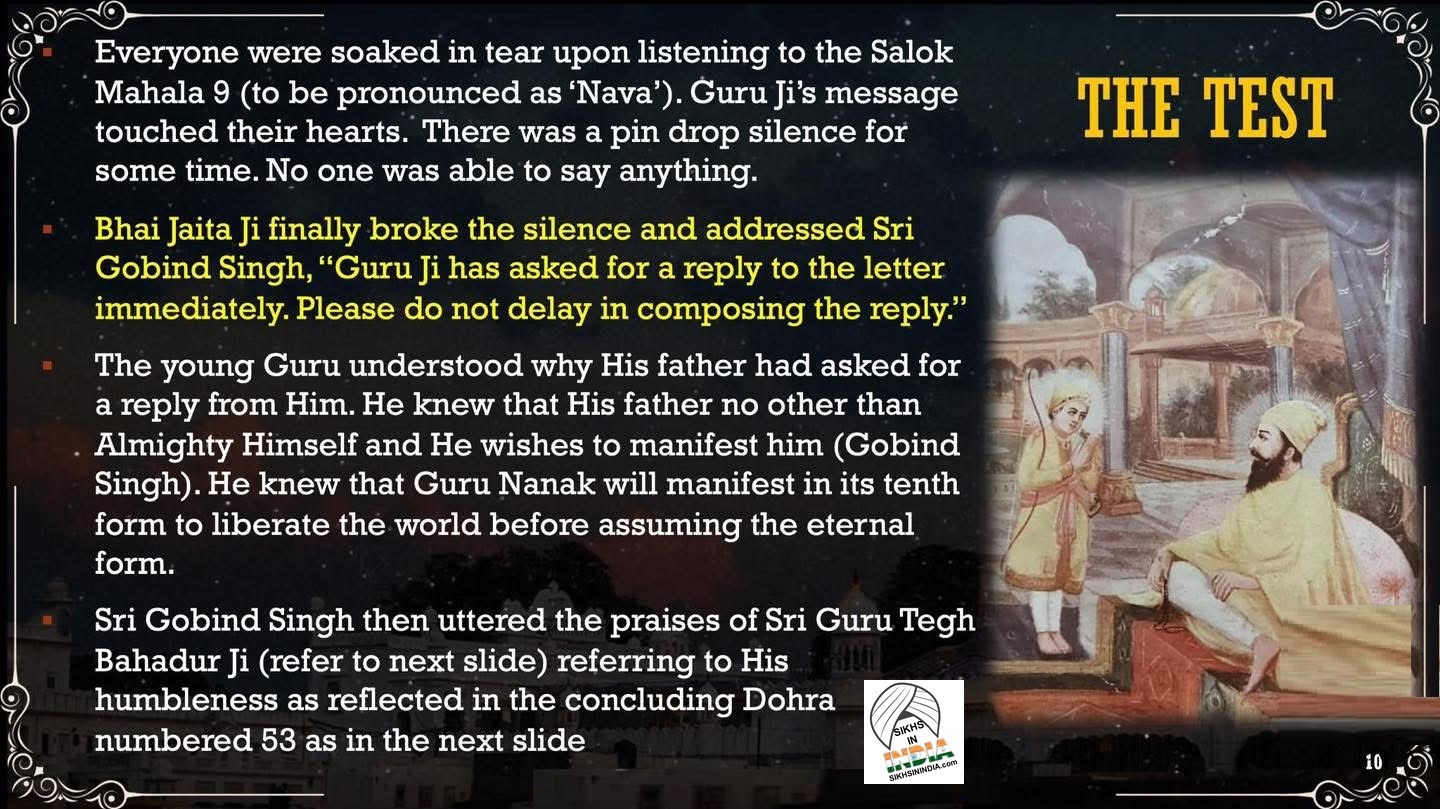 THE TEST
Everyone were soaked in tear upon listening to the Salok
Mahala 9 (to be pronounced as ‘Nava’). Guru Ji’s message
touched their hearts.  There was a pin drop silence for
some time. No one was able to say anything.
Bhai Jaita Ji finally broke the silence and addressed Sri
Gobind Singh, “Guru Ji has asked for a reply to the letter
immediately. Please do not delay in composing the reply.”
The young Guru understood why His father had asked for
a reply from Him. He knew that His father no other than
Almighty Himself and He wishes to manifest him (Gobind
Singh). He knew that Guru Nanak will manifest in its tenth
form to liberate the world before assuming the eternal
form.
Sri Gobind Singh then uttered the praises of Sri Guru Tegh
Bahadur Ji (refer to next slide) referring to His
humbleness as reflected in the concluding Dohra
numbered 53 as in the next slide
SIKHS
IN
INDIA
SIKHSININDIA.com
10